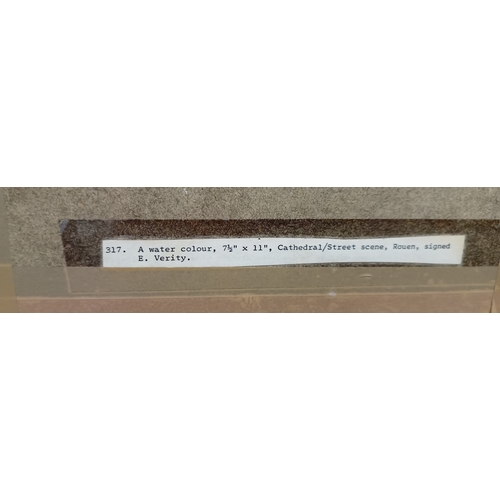 317. A water colour, 7½" x 11", Cathedral/Street scene, Rouen, signed
E. Verity.